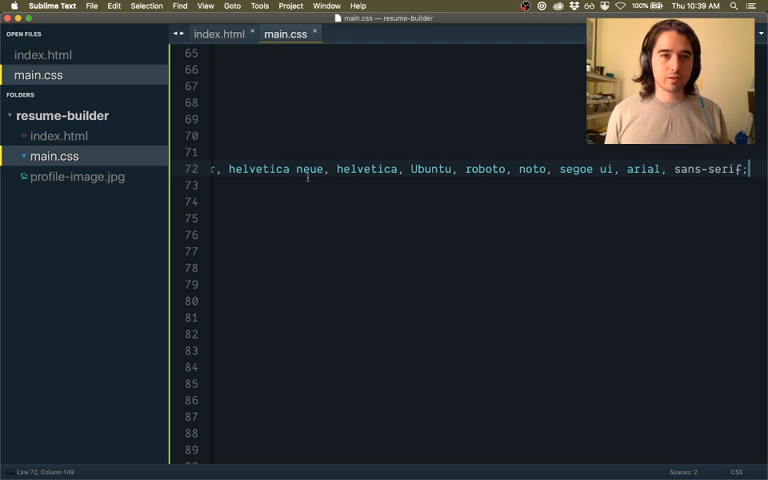 Sublime Text File Edit Selection Find View Goto Tools Project Window Help 100% Thu 10:39 AM
main.css — resume-builder
OPEN FILES
index.html
main.css
FOLDERS
resume-builder
index.html
main.css
profile-image.jpg
index.html × main.css ×
65
66
67
68
69
70
71
72 r, helvetica neue, helvetica, Ubuntu, roboto, noto, segoe ui, arial, sans-serif;
73
74
75
76
77
78
79
80
81
82
83
84
85
86
87
88
89
Line 72, Column 149 Spaces: 2 CSS